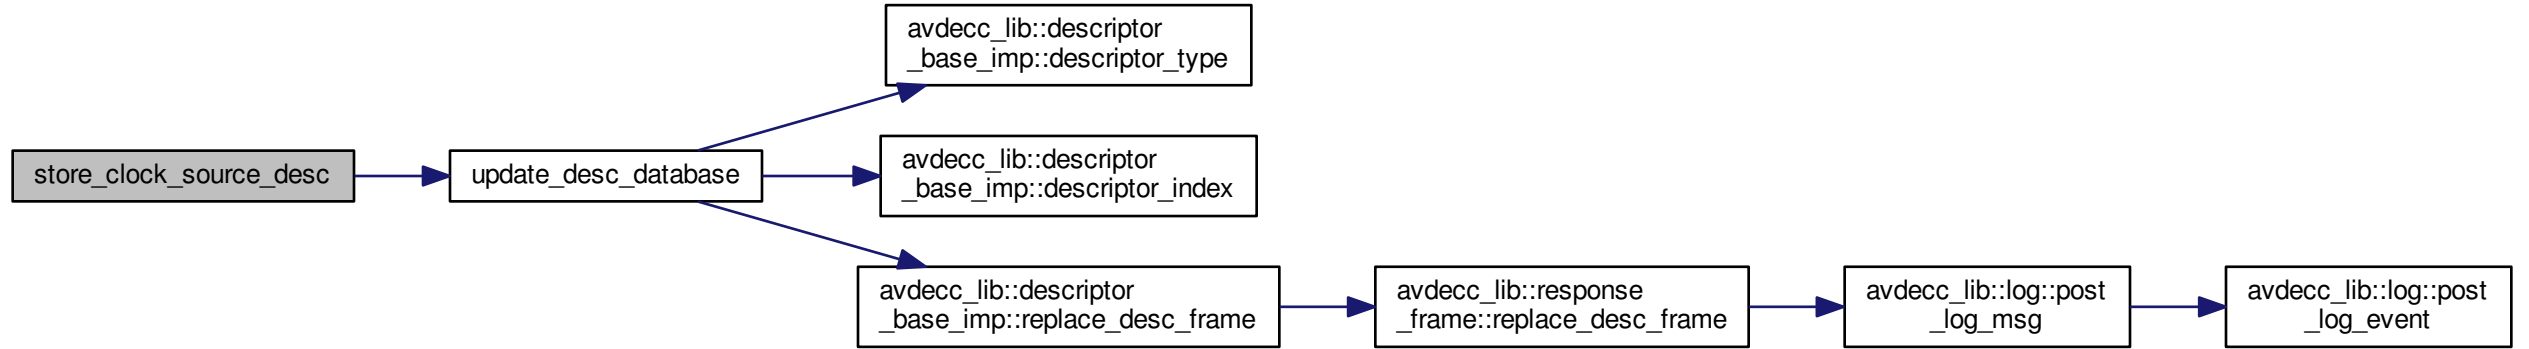 avdecc_lib::descriptor
_base_imp::descriptor_type
store_clock_source_desc
update_desc_database
avdecc_lib::descriptor
_base_imp::descriptor_index
avdecc_lib::descriptor
_base_imp::replace_desc_frame
avdecc_lib::response
_frame::replace_desc_frame
avdecc_lib::log::post
_log_msg
avdecc_lib::log::post
_log_event